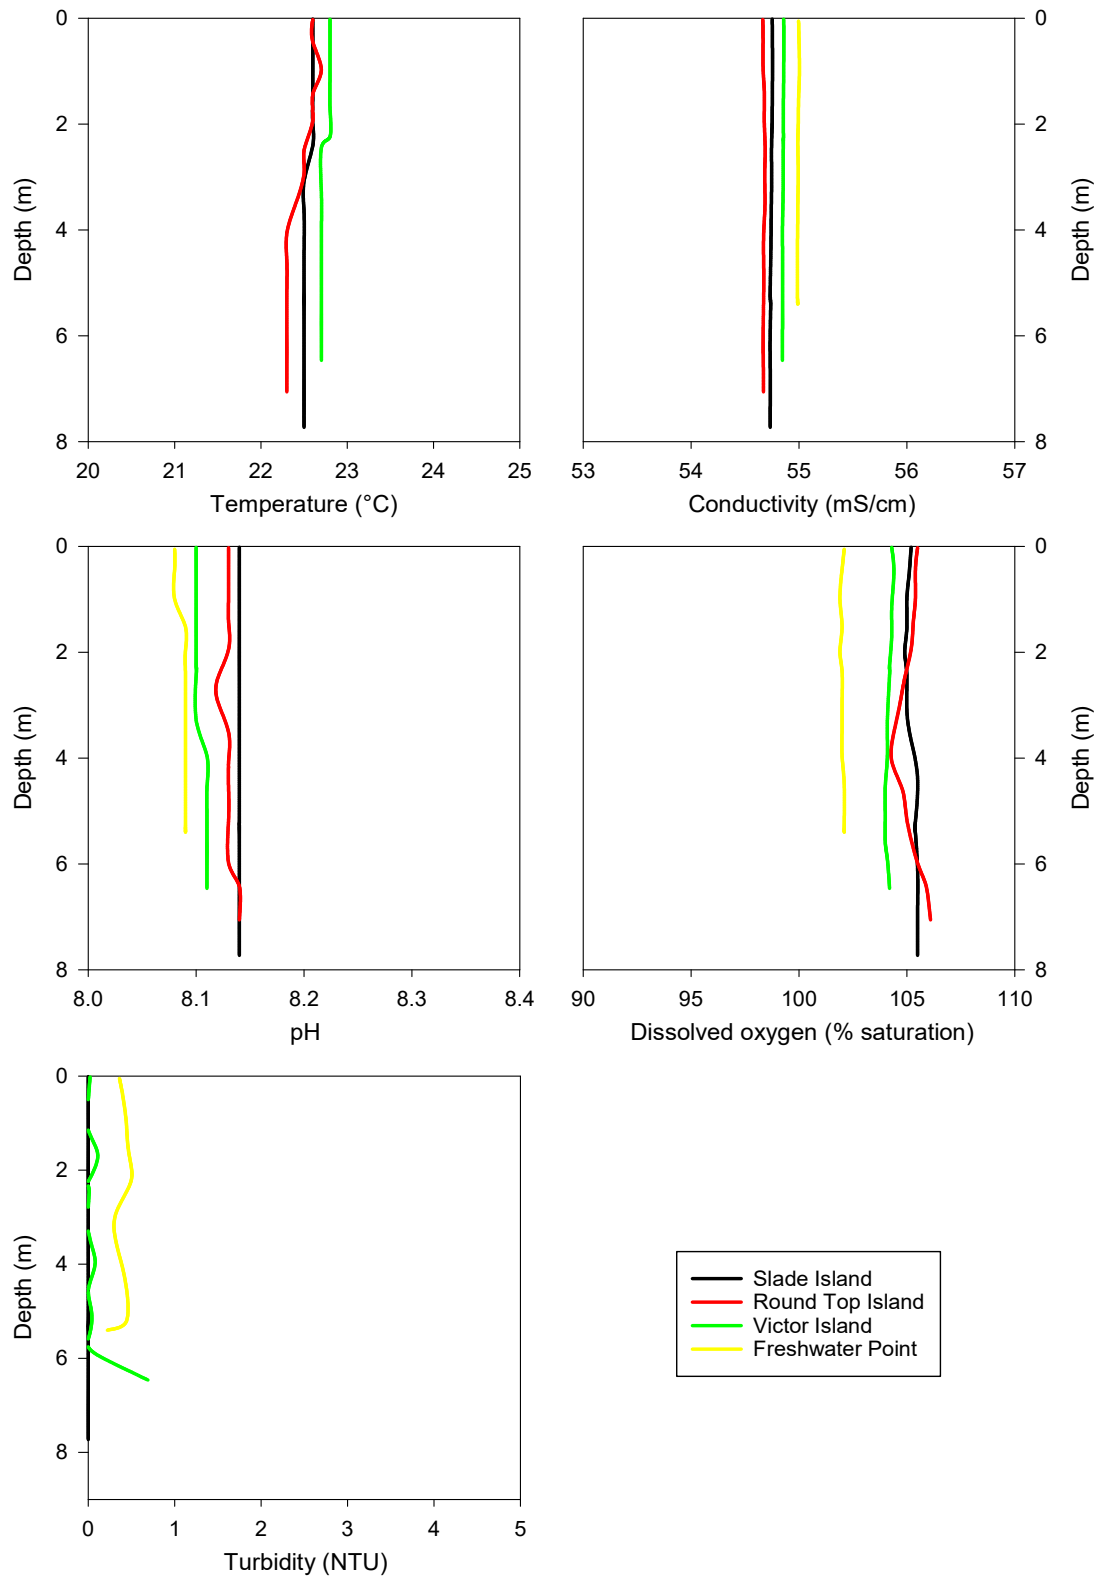 0
2
4
6
8
Depth (m)
20 21 22 23 24 25
Temperature (°C)
0
2
4
6
8
Depth (m)
53 54 55 56 57
Conductivity (mS/cm)
0
2
4
6
8
Depth (m)
8.0 8.1 8.2 8.3 8.4
pH
0
2
4
6
8
Depth (m)
90 95 100 105 110
Dissolved oxygen (% saturation)
0
2
4
6
8
Depth (m)
0 1 2 3 4 5
Turbidity (NTU)
Slade Island
Round Top Island
Victor Island
Freshwater Point